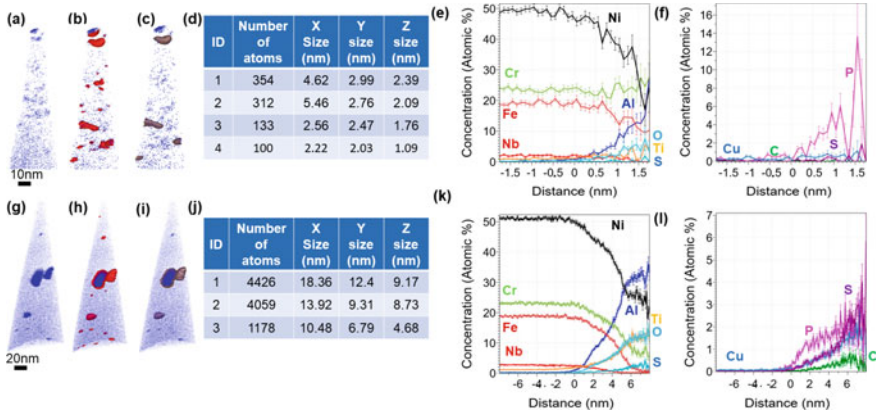 (a) (b) (c) (d)
ID Number of atoms X Size (nm) Y Size (nm) Z Size (nm)
1 354 4.62 2.99 2.39
2 312 5.46 2.76 2.09
3 133 2.56 2.47 1.76
4 100 2.22 2.03 1.09
10nm
(e)
Concentration (Atomic %)
50
40
30
20
10
0
Ni
Cr
Al
Fe
O
Nb
Ti
S
-1.5 -1 -0.5 0 0.5 1 1.5
Distance (nm)
(f)
Concentration (Atomic %)
16
14
12
10
8
6
4
2
0
P
Cu C S
-1.5 -1 -0.5 0 0.5 1 1.5
Distance (nm)
(g) (h) (i) (j)
ID Number of atoms X Size (nm) Y size (nm) Z size (nm)
1 4426 18.36 12.4 9.17
2 4059 13.92 9.31 8.73
3 1178 10.48 6.79 4.68
20nm
(k)
Concentration (Atomic %)
50
40
30
20
10
0
Ni
Cr
Al
Fe
Ti
O
Nb
S
-6 -4 -2 0 2 4 6
Distance (nm)
(l)
Concentration (Atomic %)
7
6
5
4
3
2
1
0
S
P
Cu
C
-6 -4 -2 0 2 4 6
Distance (nm)